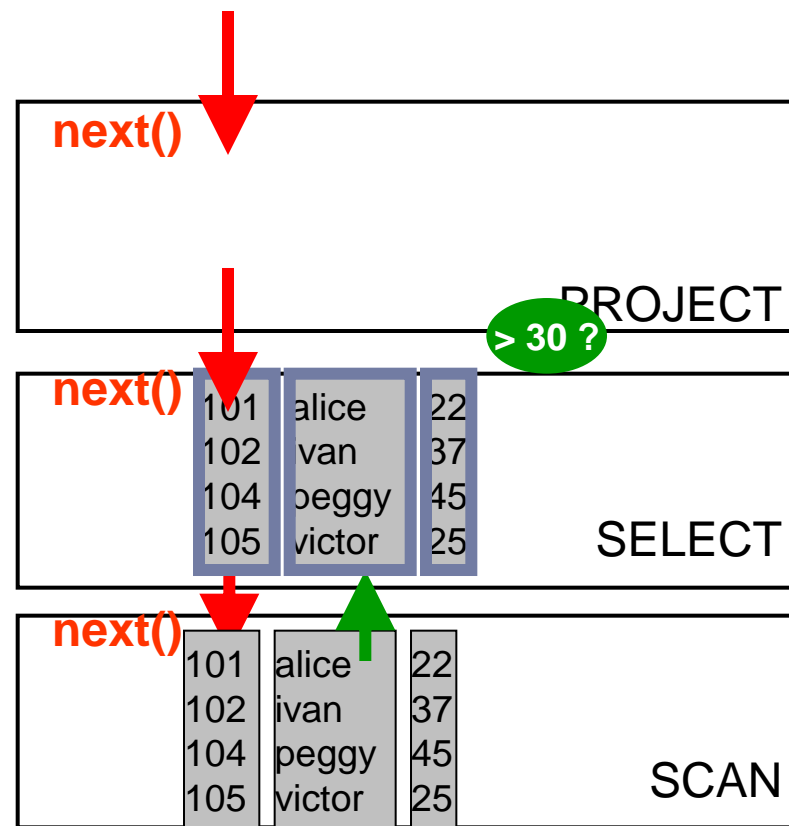 next()
PROJECT
> 30 ?
next()
101 alice 22
102 ivan 37
104 peggy 45
105 victor 25
SELECT
next()
101 alice 22
102 ivan 37
104 peggy 45
105 victor 25
SCAN